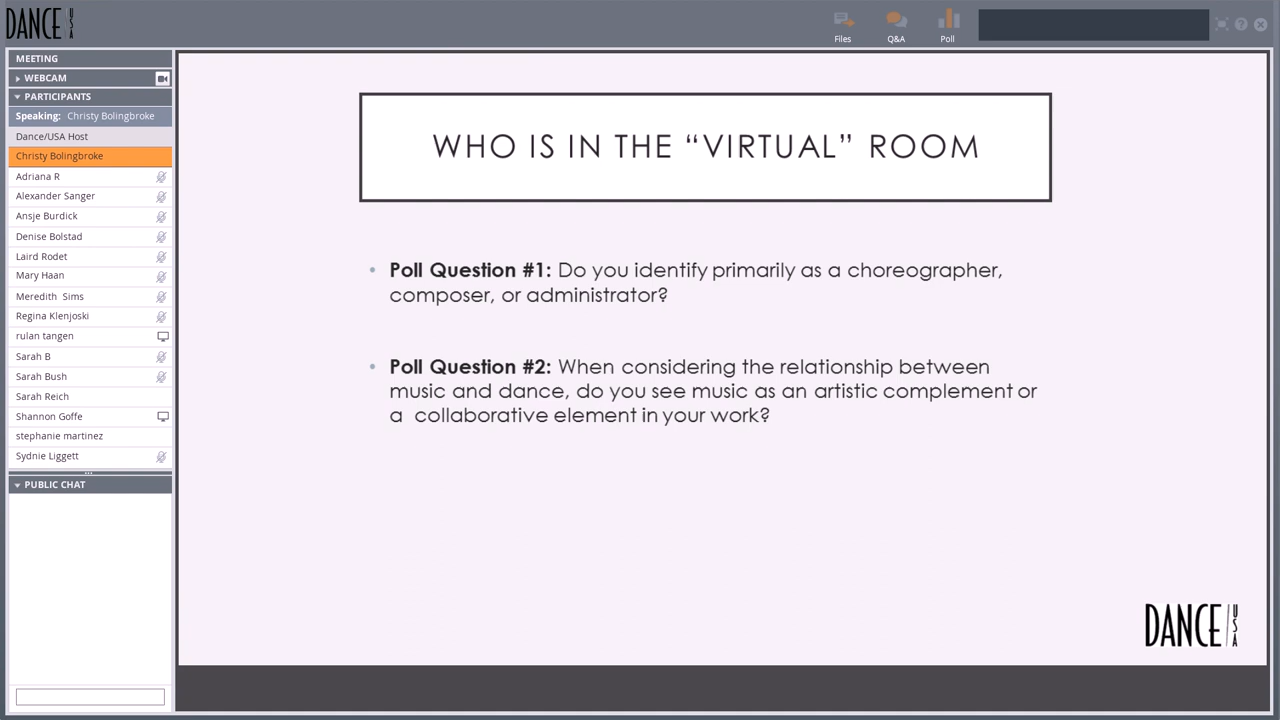 DANCE USA
Files
Q&A
Poll
?
MEETING
WEBCAM
PARTICIPANTS
Speaking: Christy Bolingbroke
Dance/USA Host
Christy Bolingbroke
Adriana R
Alexander Sanger
Ansje Burdick
Denise Bolstad
Laird Rodet
Mary Haan
Meredith Sims
Regina Klenjoski
rulan tangen
Sarah B
Sarah Bush
Sarah Reich
Shannon Goffe
stephanie martinez
Sydnie Liggett
PUBLIC CHAT
WHO IS IN THE “VIRTUAL” ROOM
• Poll Question #1: Do you identify primarily as a choreographer,
composer, or administrator?
• Poll Question #2: When considering the relationship between
music and dance, do you see music as an artistic complement or
a collaborative element in your work?
DANCE/USA